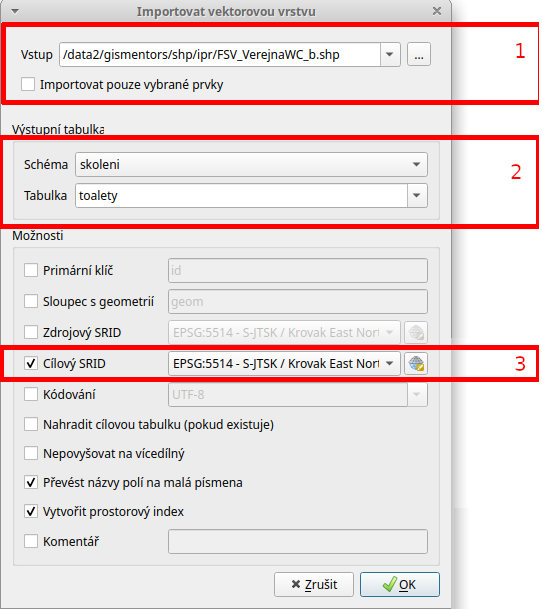 Importovat vektorovou vrstvu
Vstup /data2/gismentors/shp/ipr/FSV_VerejnaWC_b.shp ... 1
Importovat pouze vybrané prvky
Výstupní tabulka
Schéma skoleni 2
Tabulka toalety
Možnosti
Primární klíč id
Sloupec s geometrií geom
Zdrojový SRID EPSG:5514 - S-JTSK / Krovak East Nort
Cílový SRID EPSG:5514 - S-JTSK / Krovak East Nort 3
Kódování UTF-8
Nahradit cílovou tabulku (pokud existuje)
Nepovyšovat na vícedílný
Převést názvy polí na malá písmena
Vytvořit prostorový index
Komentář
Zrušit OK